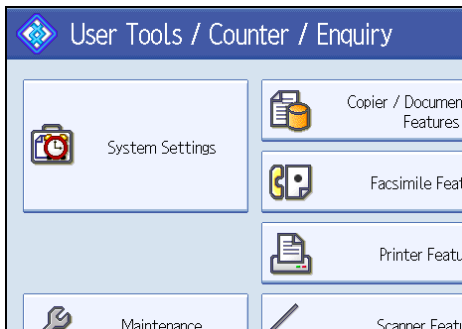 User Tools / Counter / Enquiry
System Settings
Copier / Documen
Features
Facsimile Feat
Printer Featu
Maintenance
Scanner Featu